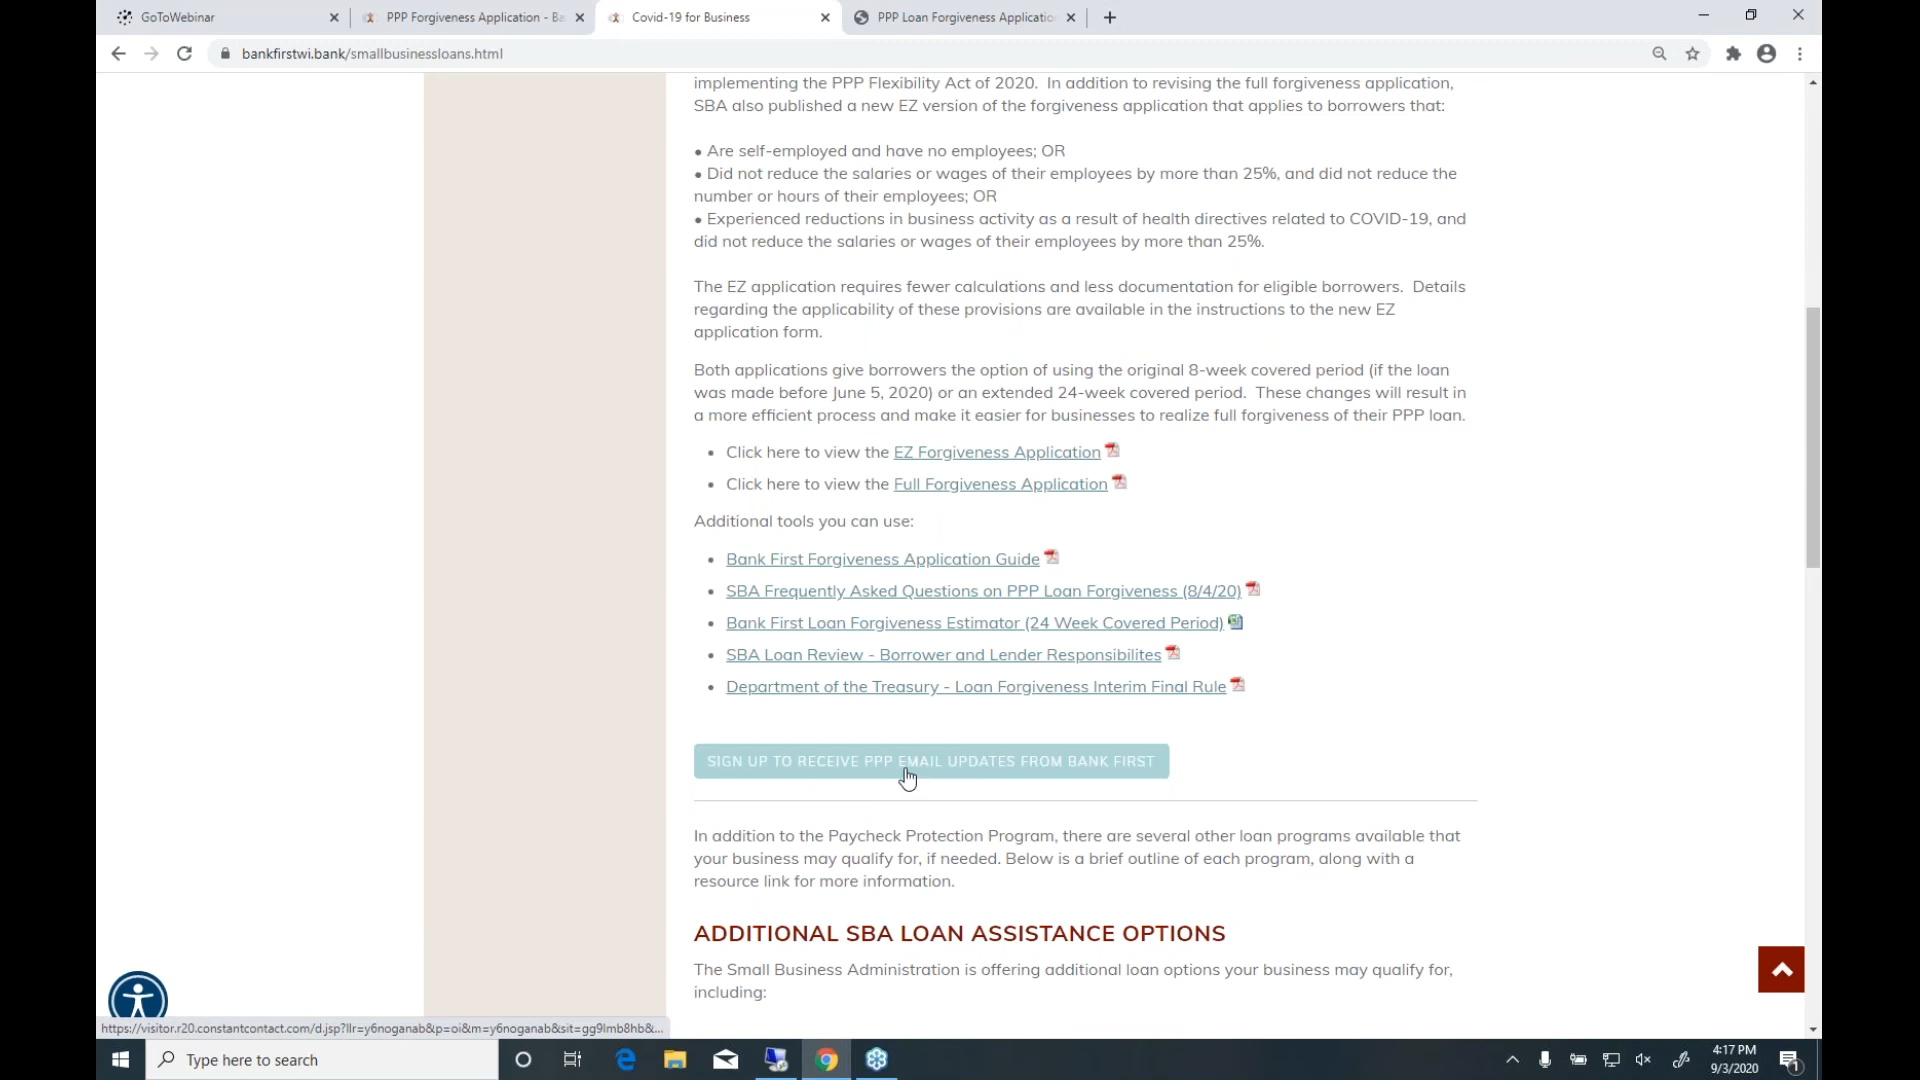 GoToWebinar
PPP Forgiveness Application - Ba
Covid-19 for Business
PPP Loan Forgiveness Applicatio
bankfirstwi.bank/smallbusinessloans.html
implementing the PPP Flexibility Act of 2020. In addition to revising the full forgiveness application,
SBA also published a new EZ version of the forgiveness application that applies to borrowers that:
• Are self-employed and have no employees; OR
• Did not reduce the salaries or wages of their employees by more than 25%, and did not reduce the
number or hours of their employees; OR
• Experienced reductions in business activity as a result of health directives related to COVID-19, and
did not reduce the salaries or wages of their employees by more than 25%.
The EZ application requires fewer calculations and less documentation for eligible borrowers. Details
regarding the applicability of these provisions are available in the instructions to the new EZ
application form.
Both applications give borrowers the option of using the original 8-week covered period (if the loan
was made before June 5, 2020) or an extended 24-week covered period. These changes will result in
a more efficient process and make it easier for businesses to realize full forgiveness of their PPP loan.
• Click here to view the EZ Forgiveness Application
• Click here to view the Full Forgiveness Application
Additional tools you can use:
• Bank First Forgiveness Application Guide
• SBA Frequently Asked Questions on PPP Loan Forgiveness (8/4/20)
• Bank First Loan Forgiveness Estimator (24 Week Covered Period)
• SBA Loan Review - Borrower and Lender Responsibilites
• Department of the Treasury - Loan Forgiveness Interim Final Rule
SIGN UP TO RECEIVE PPP EMAIL UPDATES FROM BANK FIRST
In addition to the Paycheck Protection Program, there are several other loan programs available that
your business may qualify for, if needed. Below is a brief outline of each program, along with a
resource link for more information.
ADDITIONAL SBA LOAN ASSISTANCE OPTIONS
The Small Business Administration is offering additional loan options your business may qualify for,
including:
https://visitor.r20.constantcontact.com/d.jsp?llr=y6noganab&p=oi&m=y6noganab&sit=gg9lmb8hb&...
Type here to search
4:17 PM
9/3/2020
1